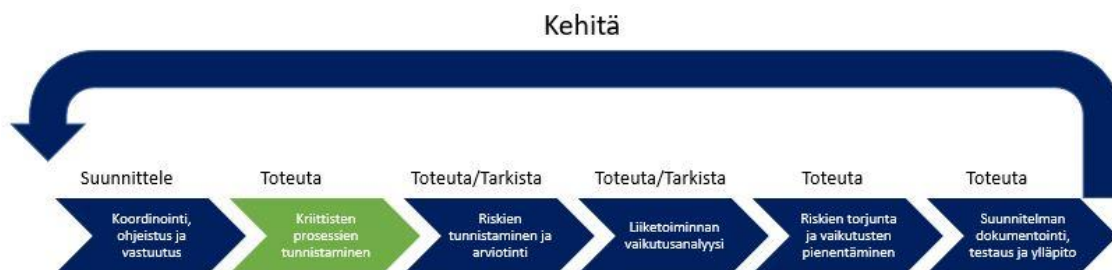 Kehitä
Suunnittele
Toteuta
Toteuta/Tarkista
Toteuta/Tarkista
Toteuta
Toteuta
Koordinointi,
ohjeistus ja
vastuutus
Kriittisten
prosessien
tunnistaminen
Riskien
tunnistaminen ja
arviotinti
Liiketoiminnan
vaikutusanalyysi
Riskien torjunta
ja vaikutusten
pienentäminen
Suunnitelman
dokumentointi,
testaus ja ylläpito